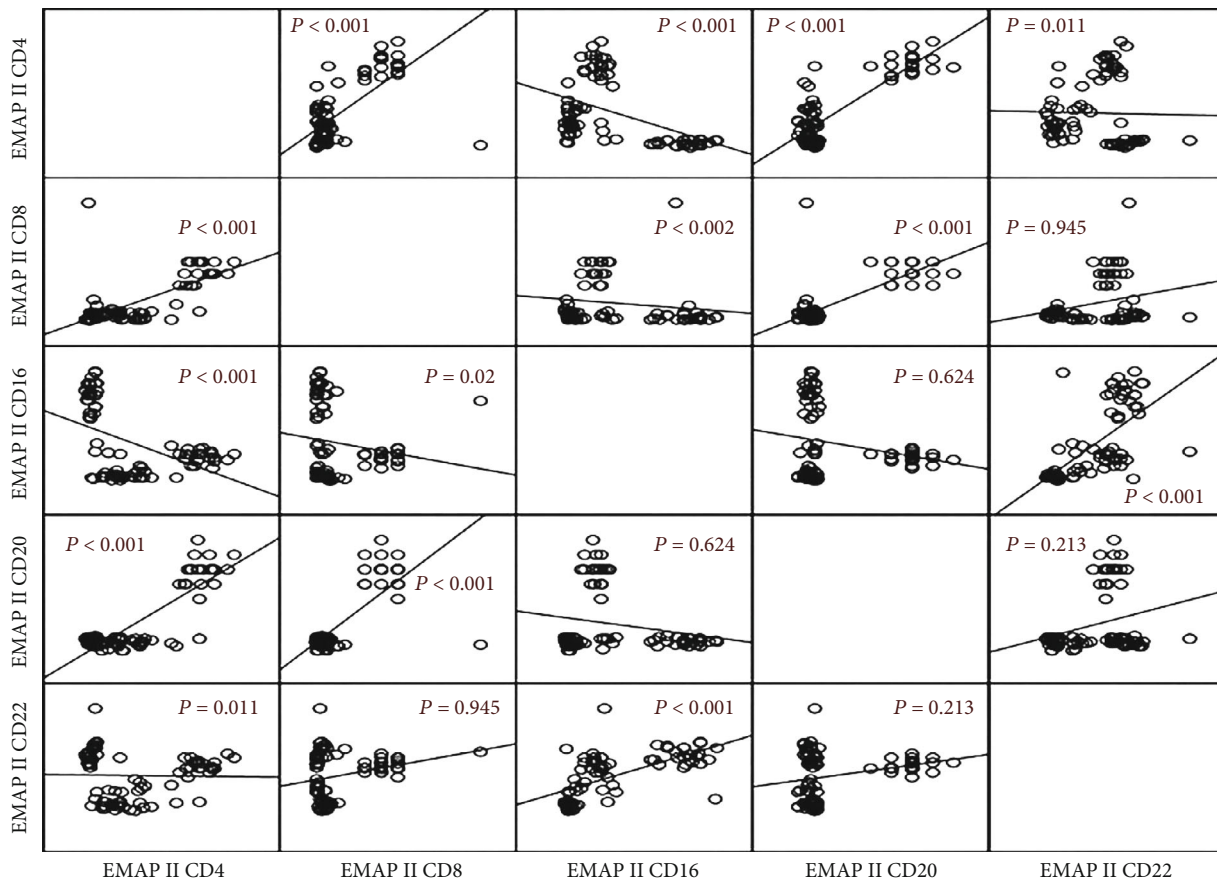 EMAP II CD4
P < 0.001
P < 0.001
P < 0.001
P = 0.011
EMAP II CD8
P < 0.001
P < 0.002
P < 0.001
P = 0.945
EMAP II CD16
P < 0.001
P = 0.02
P = 0.624
P < 0.001
EMAP II CD20
P < 0.001
P < 0.001
P = 0.624
P = 0.213
EMAP II CD22
P = 0.011
P = 0.945
P < 0.001
P = 0.213
EMAP II CD4
EMAP II CD8
EMAP II CD16
EMAP II CD20
EMAP II CD22